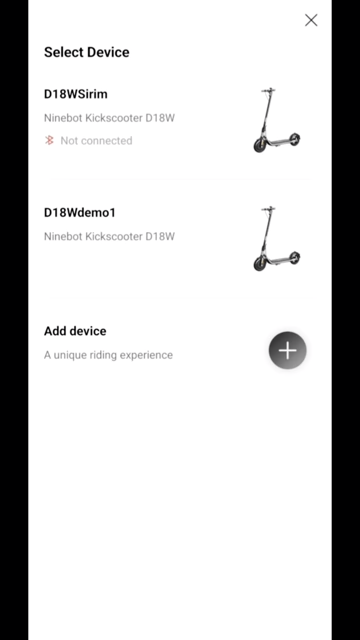 Select Device
D18WSirim
Ninebot Kickscooter D18W
Not connected
D18Wdemo1
Ninebot Kickscooter D18W
Add device
A unique riding experience